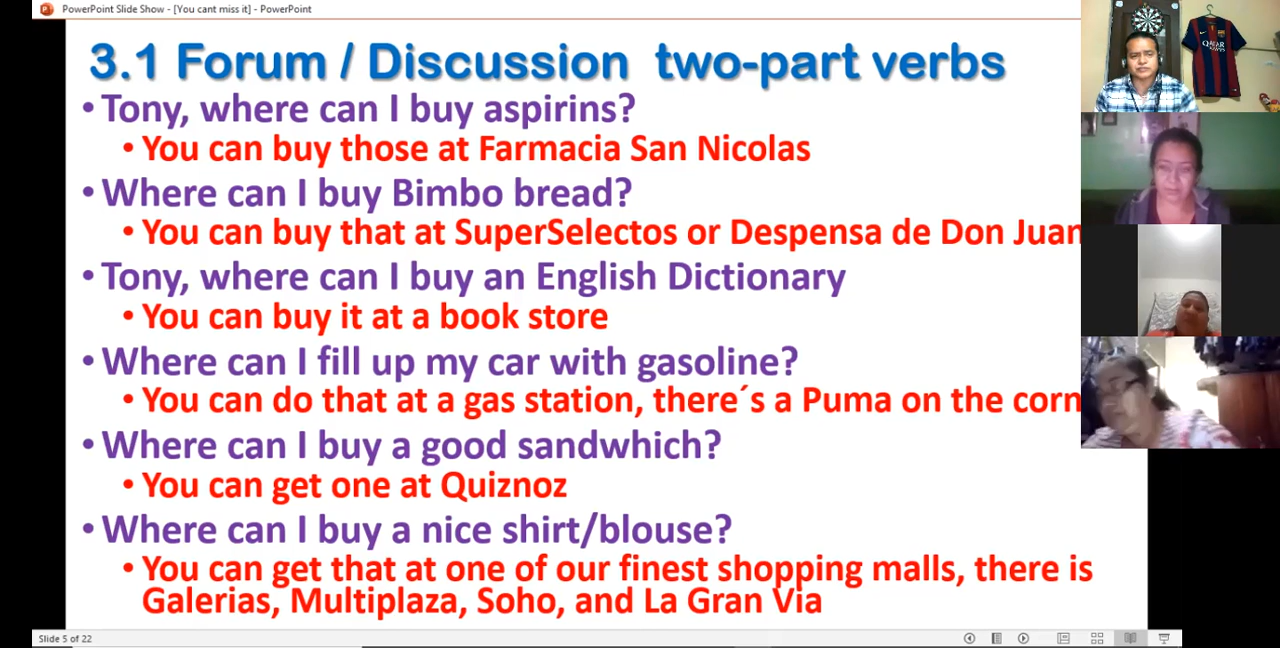 PowerPoint Slide Show - [You cant miss it] - PowerPoint
3.1 Forum / Discussion two-part verbs
• Tony, where can I buy aspirins?
• You can buy those at Farmacia San Nicolas
• Where can I buy Bimbo bread?
• You can buy that at SuperSelectos or Despensa de Don Juan
• Tony, where can I buy an English Dictionary
• You can buy it at a book store
• Where can I fill up my car with gasoline?
• You can do that at a gas station, there´s a Puma on the corn
• Where can I buy a good sandwhich?
• You can get one at Quiznoz
• Where can I buy a nice shirt/blouse?
• You can get that at one of our finest shopping malls, there is
Galerias, Multiplaza, Soho, and La Gran Via
Slide 5 of 22
QATAR